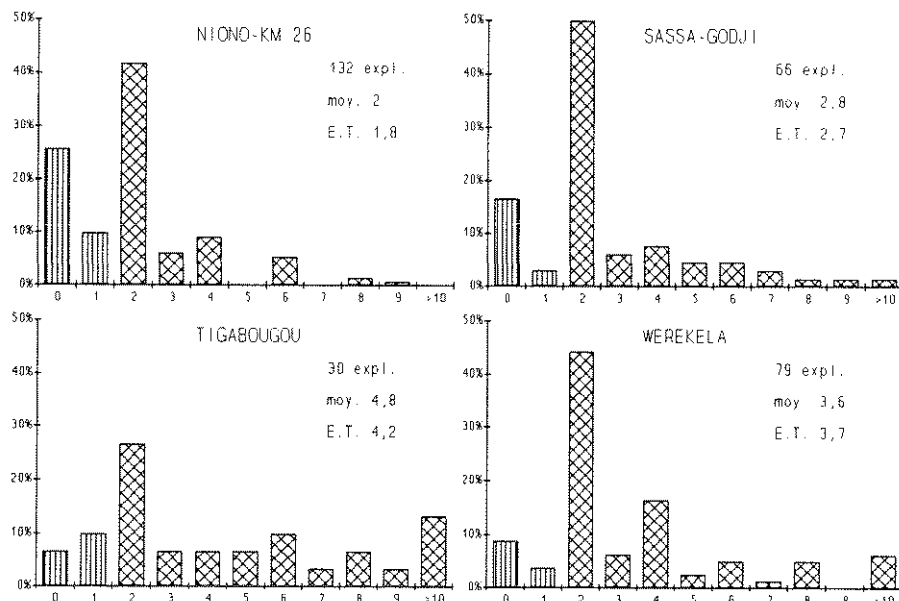 50%
40%
30%
20%
10%
0%
NIONO-KM 26
132 expl.
moy. 2
E.T. 1,8
0 1 2 3 4 5 6 7 8 9 >10
50%
40%
30%
20%
10%
0%
SASSA-GODJI
66 expl.
moy 2,8
E.T. 2,7
0 1 2 3 4 5 6 7 8 9 >10
50%
40%
30%
20%
10%
0%
TIGABOUGOU
30 expl.
moy. 4,8
E.T. 4,2
0 1 2 3 4 5 6 7 8 9 >10
50%
40%
30%
20%
10%
0%
WEREKELA
79 expl.
moy 3,6
E.T. 3,7
0 1 2 3 4 5 6 7 8 9 >10